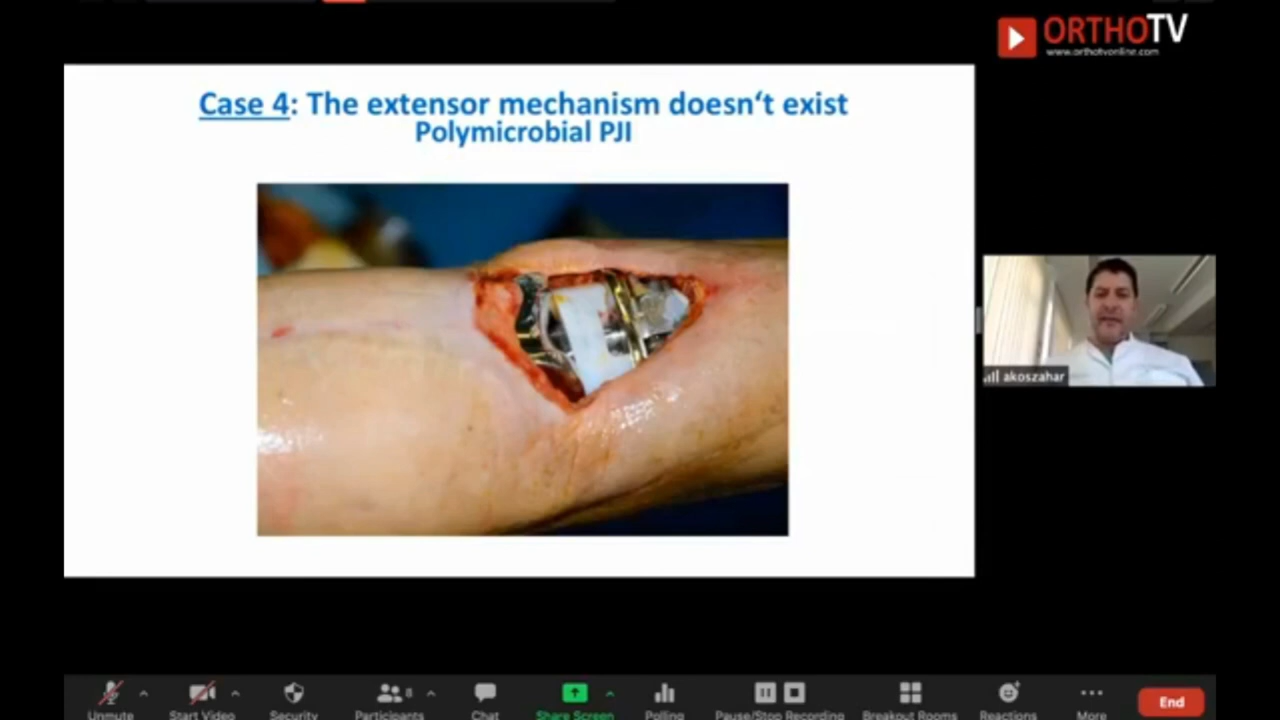 ORTHOTV
www.orthotvonline.com
Case 4: The extensor mechanism doesn‘t exist
Polymicrobial PJI
akoszahar
8
Unmute
Start Video
Security
Participants
Chat
Share Screen
Polling
Pause/Stop Recording
Breakout Rooms
Reactions
More
End